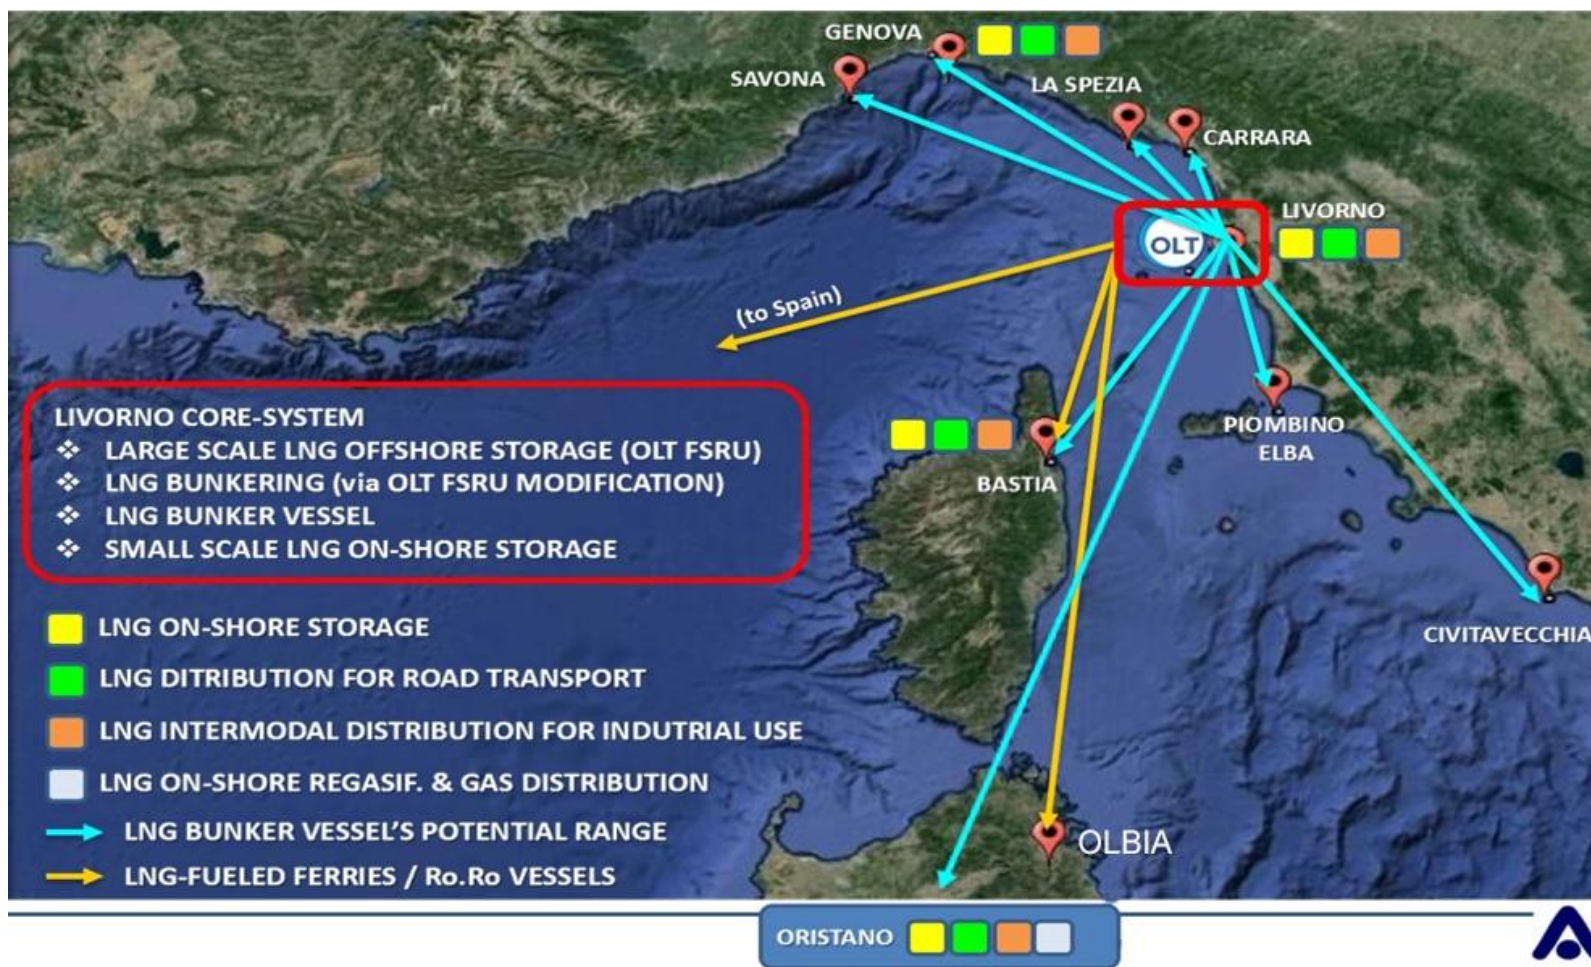 GENOVA
SAVONA
LA SPEZIA
CARRARA
LIVORNO
OLT
(to Spain)
LIVORNO CORE-SYSTEM
❖ LARGE SCALE LNG OFFSHORE STORAGE (OLT FSRU)
❖ LNG BUNKERING (via OLT FSRU MODIFICATION)
❖ LNG BUNKER VESSEL
❖ SMALL SCALE LNG ON-SHORE STORAGE
BASTIA
PIOMBINO
ELBA
CIVITAVECCHIA
LNG ON-SHORE STORAGE
LNG DITRIBUTION FOR ROAD TRANSPORT
LNG INTERMODAL DISTRIBUTION FOR INDUTRIAL USE
LNG ON-SHORE REGASIF. & GAS DISTRIBUTION
LNG BUNKER VESSEL'S POTENTIAL RANGE
LNG-FUELED FERRIES / Ro.Ro VESSELS
OLBIA
ORISTANO